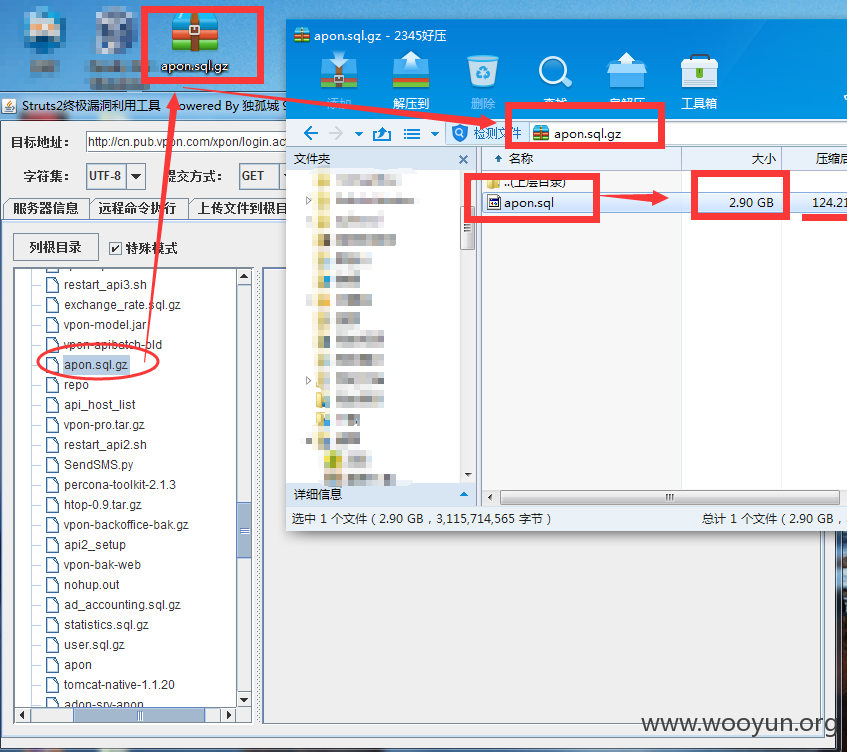 apon.sql.gz
apon.sql.gz - 2345好压
解压到
删除
工具箱
Struts2终极漏洞利用工具
Powered By 独孤城
目标地址：
http://cn.pub.vpon.com/xpon/login.ac
检测文件
apon.sql.gz
字符集：
UTF-8
提交方式：
GET
文件夹
名称
大小
压缩后
..(上层目录)
apon.sql
2.90 GB
124.21
服务器信息
远程命令执行
上传文件到根目
列根目录
特殊模式
restart_api3.sh
exchange_rate.sql.gz
vpon-model.jar
vpon-apibatch-old
apon.sql.gz
repo
api_host_list
vpon-pro.tar.gz
restart_api2.sh
SendSMS.py
percona-toolkit-2.1.3
htop-0.9.tar.gz
vpon-backoffice-bak.gz
api2_setup
vpon-bak-web
nohup.out
ad_accounting.sql.gz
statistics.sql.gz
user.sql.gz
apon
tomcat-native-1.1.20
adon-srv-apon
详细信息
选中 1 个文件 ( 2.90 GB，3,115,714,565 字节 )
总计 1 个文件 ( 2.90 GB，
www.wooyun.org